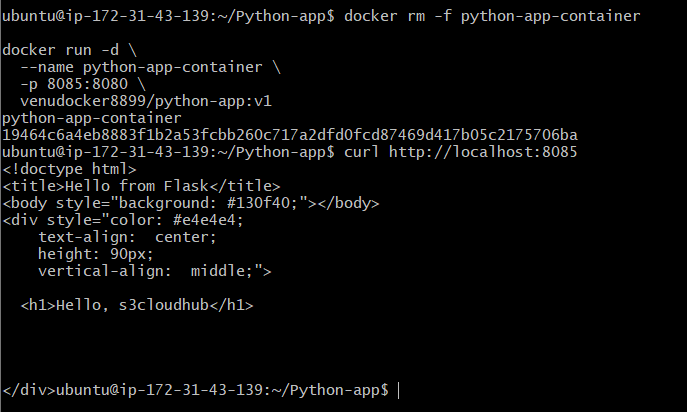 ubuntu@ip-172-31-43-139:~/Python-app$ docker rm -f python-app-container

docker run -d \
  --name python-app-container \
  -p 8085:8080 \
  venudocker8899/python-app:v1
python-app-container
19464c6a4eb8883f1b2a53fcbb260c717a2dfd0fcd87469d417b05c2175706ba
ubuntu@ip-172-31-43-139:~/Python-app$ curl http://localhost:8085
<!doctype html>
<title>Hello from Flask</title>
<body style="background: #130f40;"></body>
<div style="color: #e4e4e4;
    text-align:  center;
    height: 90px;
    vertical-align:  middle;">

  <h1>Hello, s3cloudhub</h1>




</div>ubuntu@ip-172-31-43-139:~/Python-app$